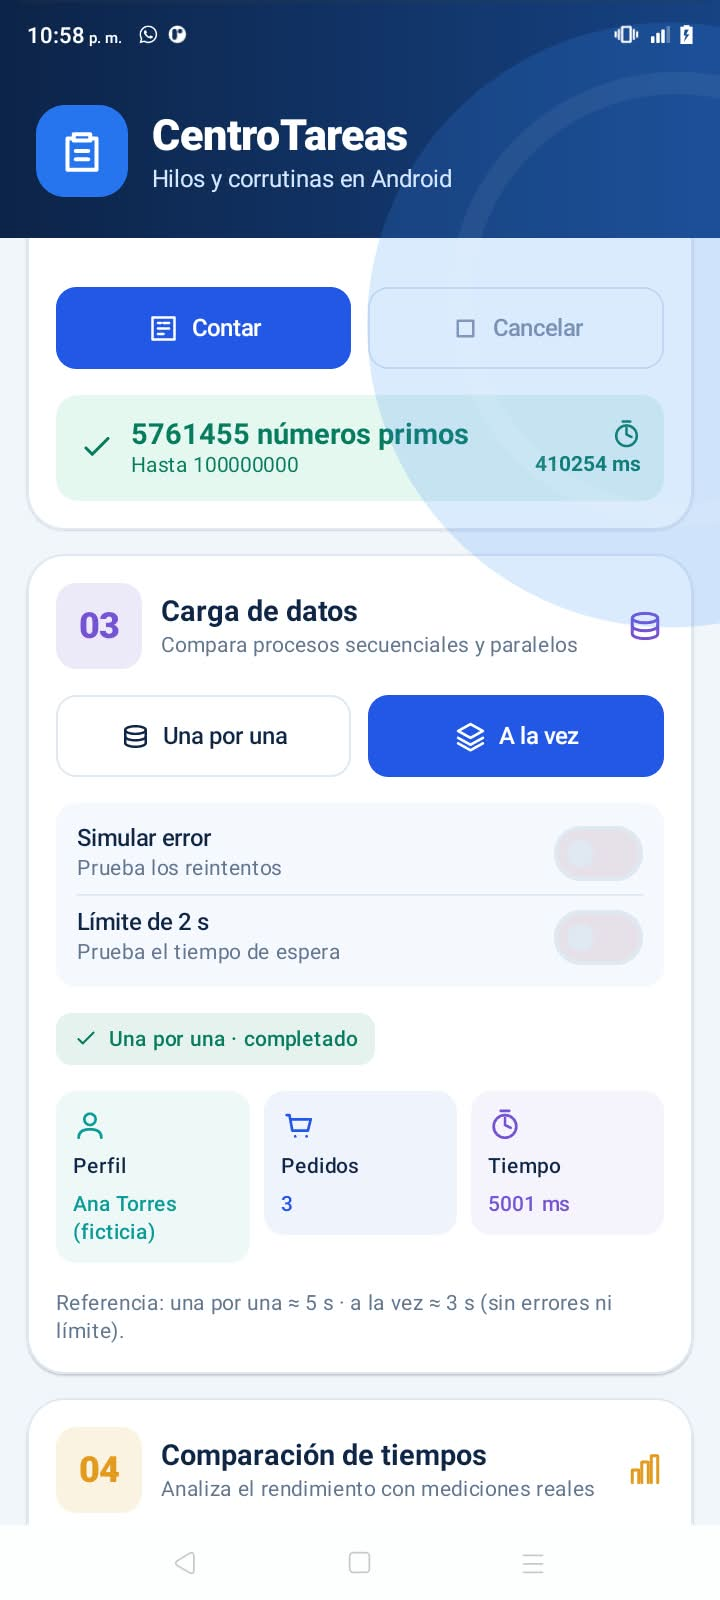 10:58 p. m.
CentroTareas
Hilos y corrutinas en Android
Contar
Cancelar
5761455 números primos
Hasta 100000000
410254 ms
03
Carga de datos
Compara procesos secuenciales y paralelos
Una por una
A la vez
Simular error
Prueba los reintentos
Límite de 2 s
Prueba el tiempo de espera
Una por una · completado
Perfil
Ana Torres
(ficticia)
Pedidos
3
Tiempo
5001 ms
Referencia: una por una ≈ 5 s · a la vez ≈ 3 s (sin errores ni
límite).
04
Comparación de tiempos
Analiza el rendimiento con mediciones reales